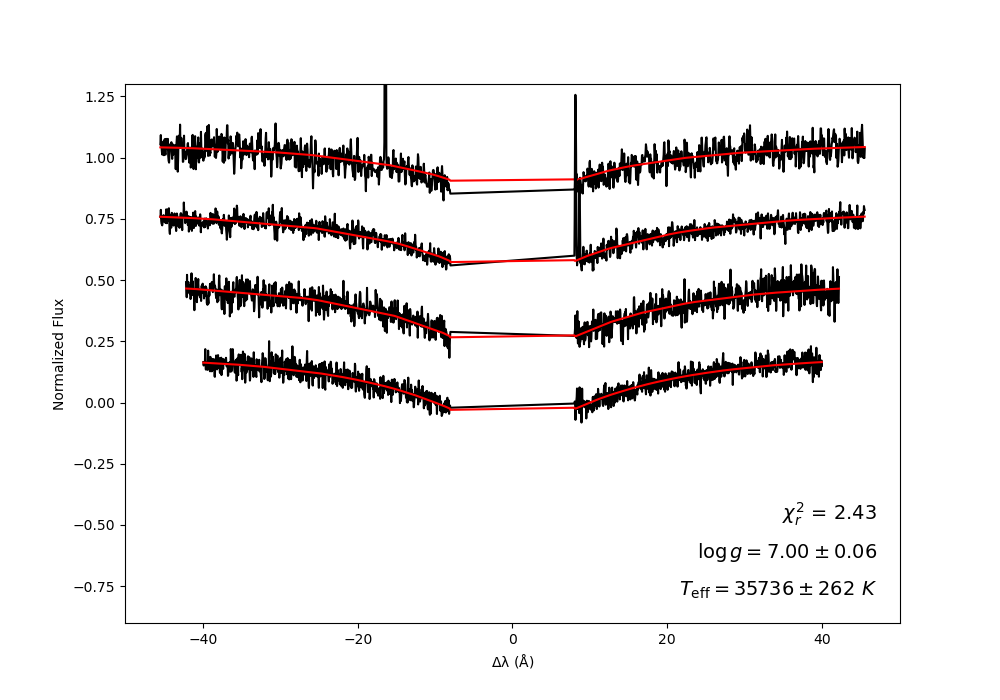 1.25
1.00
0.75
0.50
0.25
0.00
−0.25
−0.50
−0.75
Normalized Flux
χ²ᵣ = 2.43
log g = 7.00 ± 0.06
T_eff = 35736 ± 262 K
−40 −20 0 20 40
Δλ (Å)